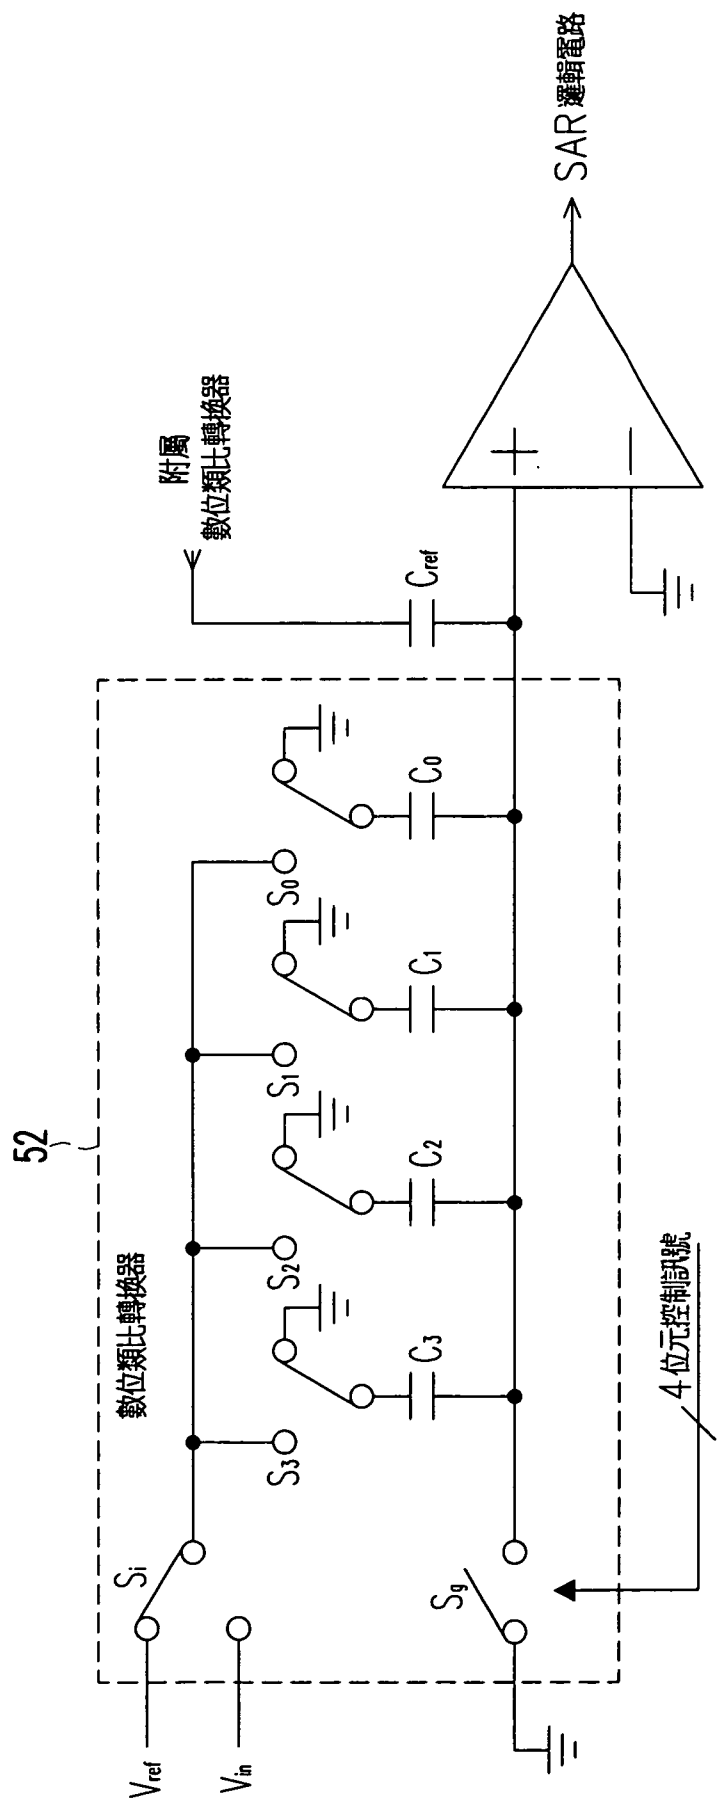 52
數位類比轉換器
附屬
數位類比轉換器
Vref
Vin
Si
S3
S2
S1
S0
C3
C2
C1
C0
Cref
Sg
+
−
SAR 邏輯電路
4 位元控制訊號